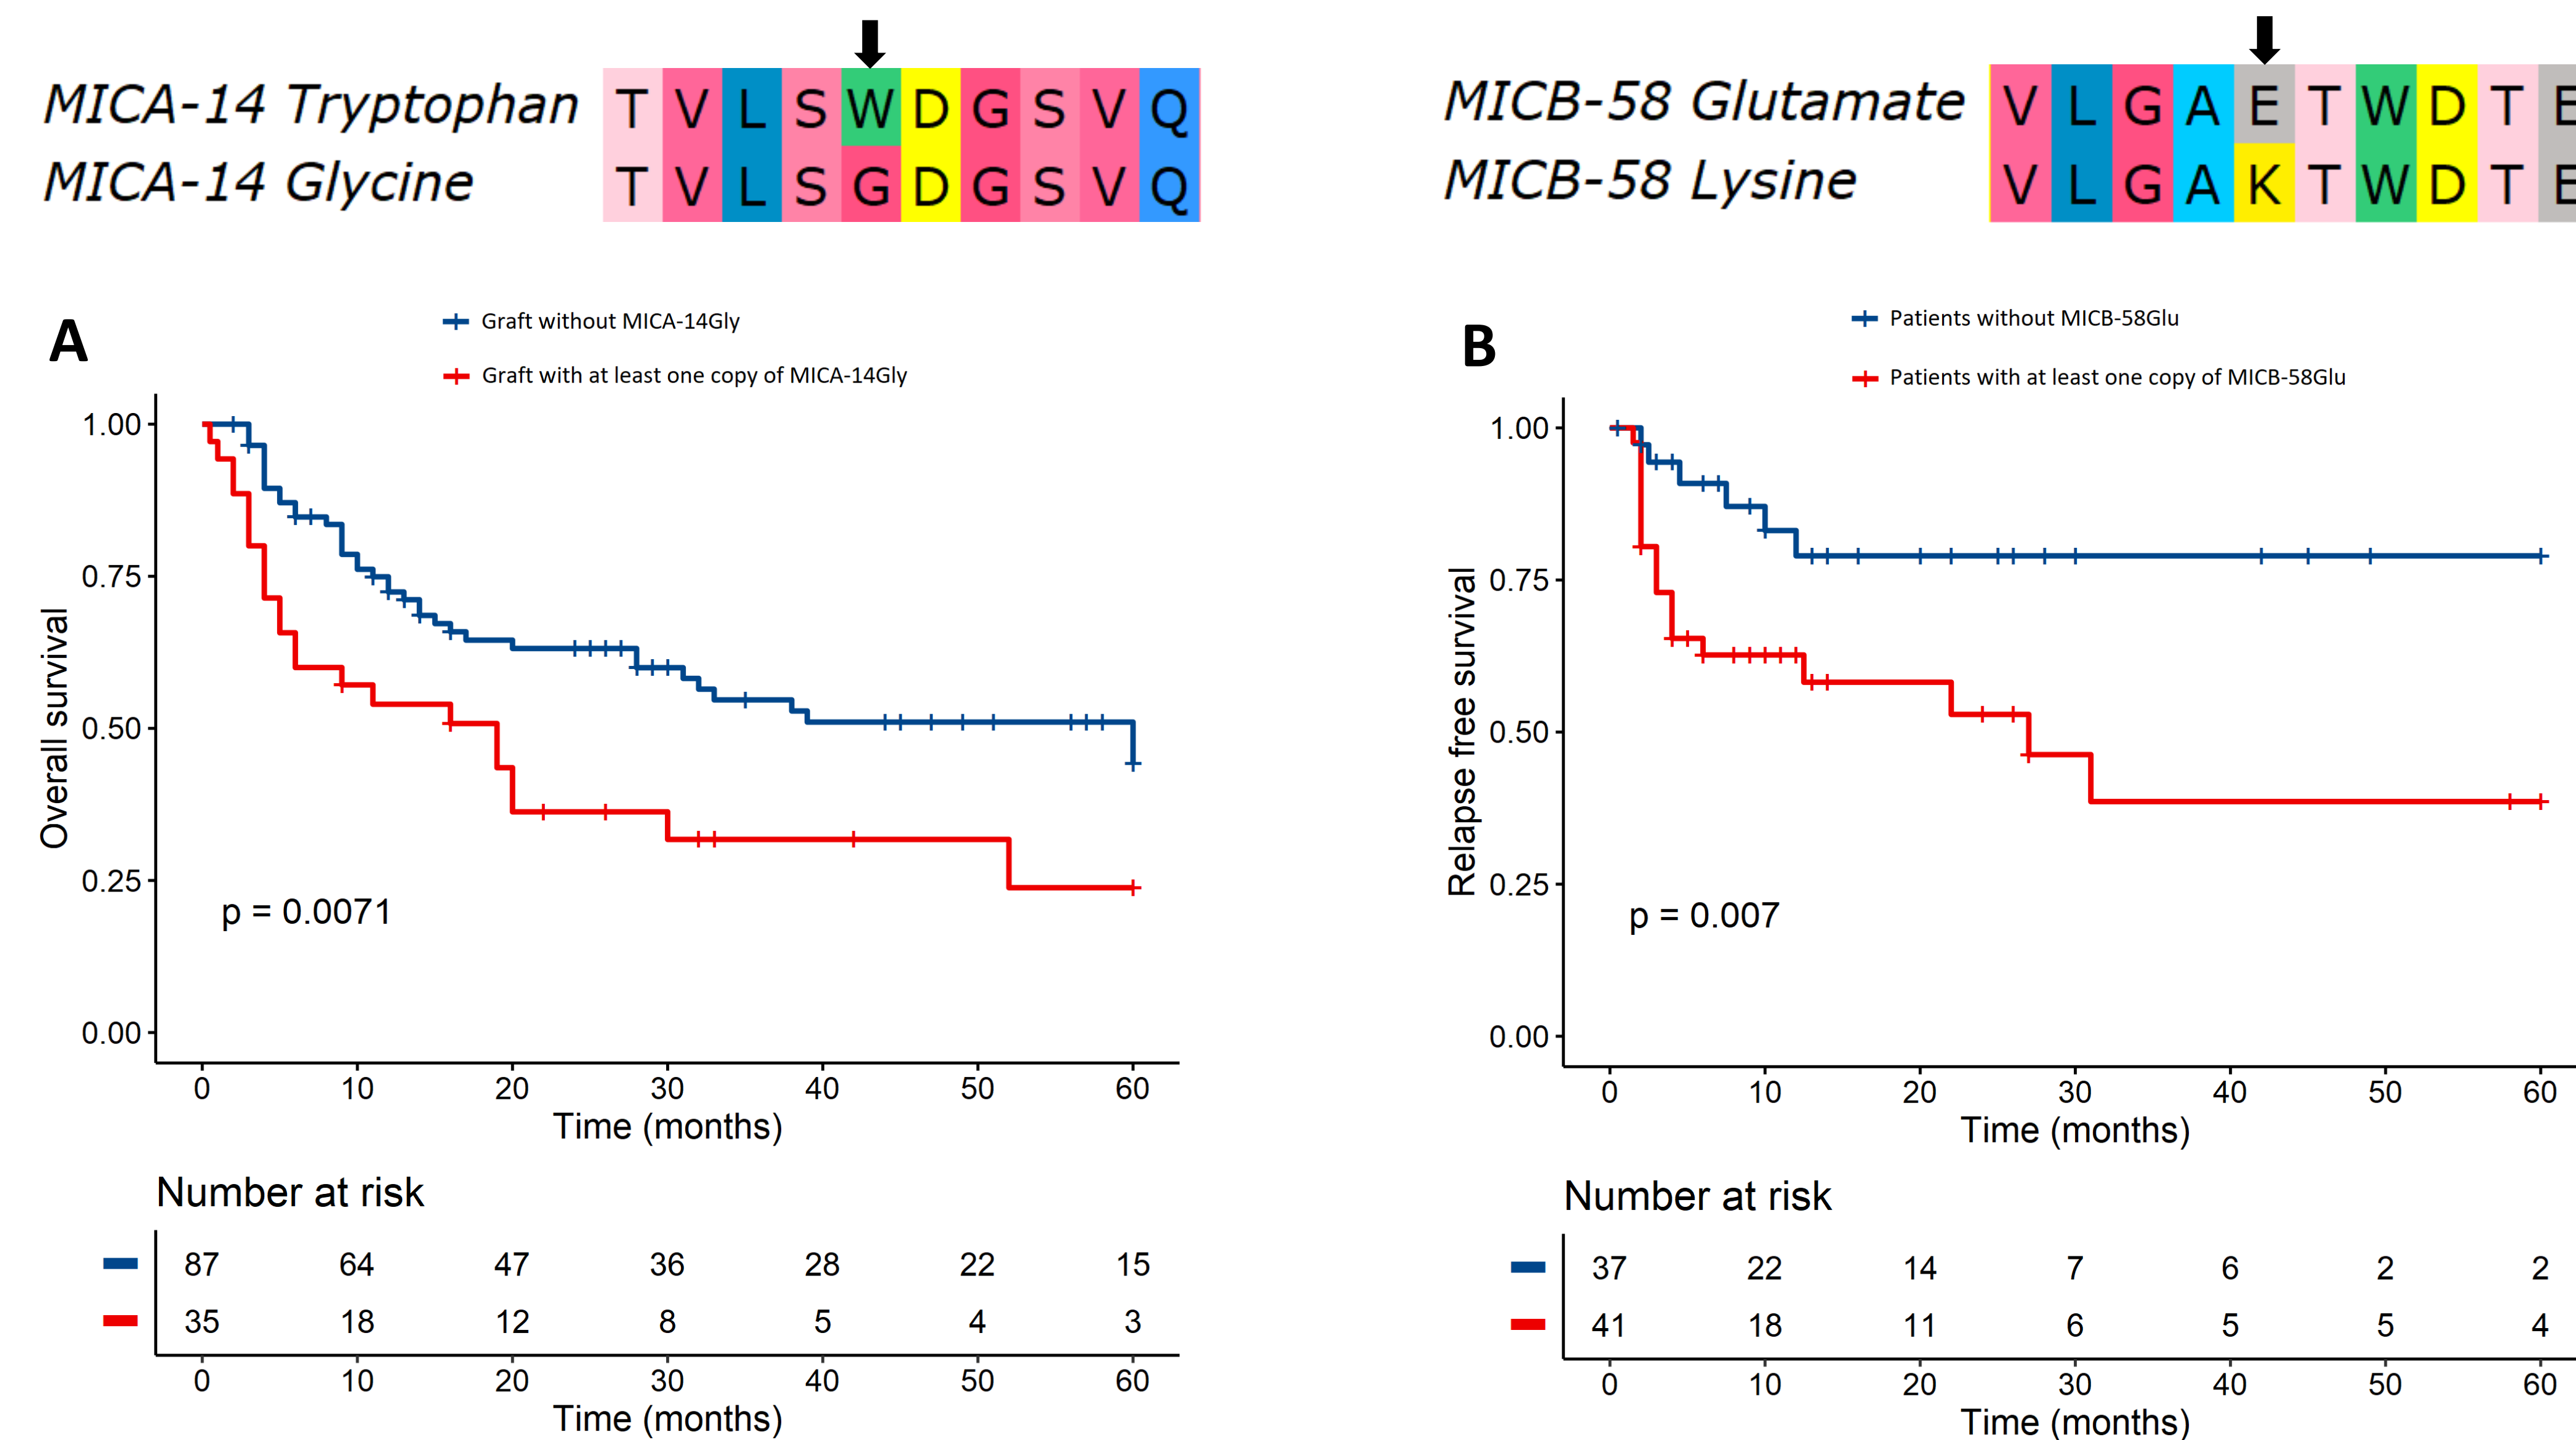 MICA-14 Tryptophan T V L S W D G S V Q
MICA-14 Glycine T V L S G D G S V Q
MICB-58 Glutamate V L G A E T W D T E
MICB-58 Lysine V L G A K T W D T E
A
Graft without MICA-14Gly
Graft with at least one copy of MICA-14Gly
Overall survival
1.00
0.75
0.50
0.25
0.00
p = 0.0071
0 10 20 30 40 50 60
Time (months)
Number at risk
87 64 47 36 28 22 15
35 18 12 8 5 4 3
0 10 20 30 40 50 60
Time (months)
B
Patients without MICB-58Glu
Patients with at least one copy of MICB-58Glu
Relapse free survival
1.00
0.75
0.50
0.25
0.00
p = 0.007
0 10 20 30 40 50 60
Time (months)
Number at risk
37 22 14 7 6 2 2
41 18 11 6 5 5 4
0 10 20 30 40 50 60
Time (months)